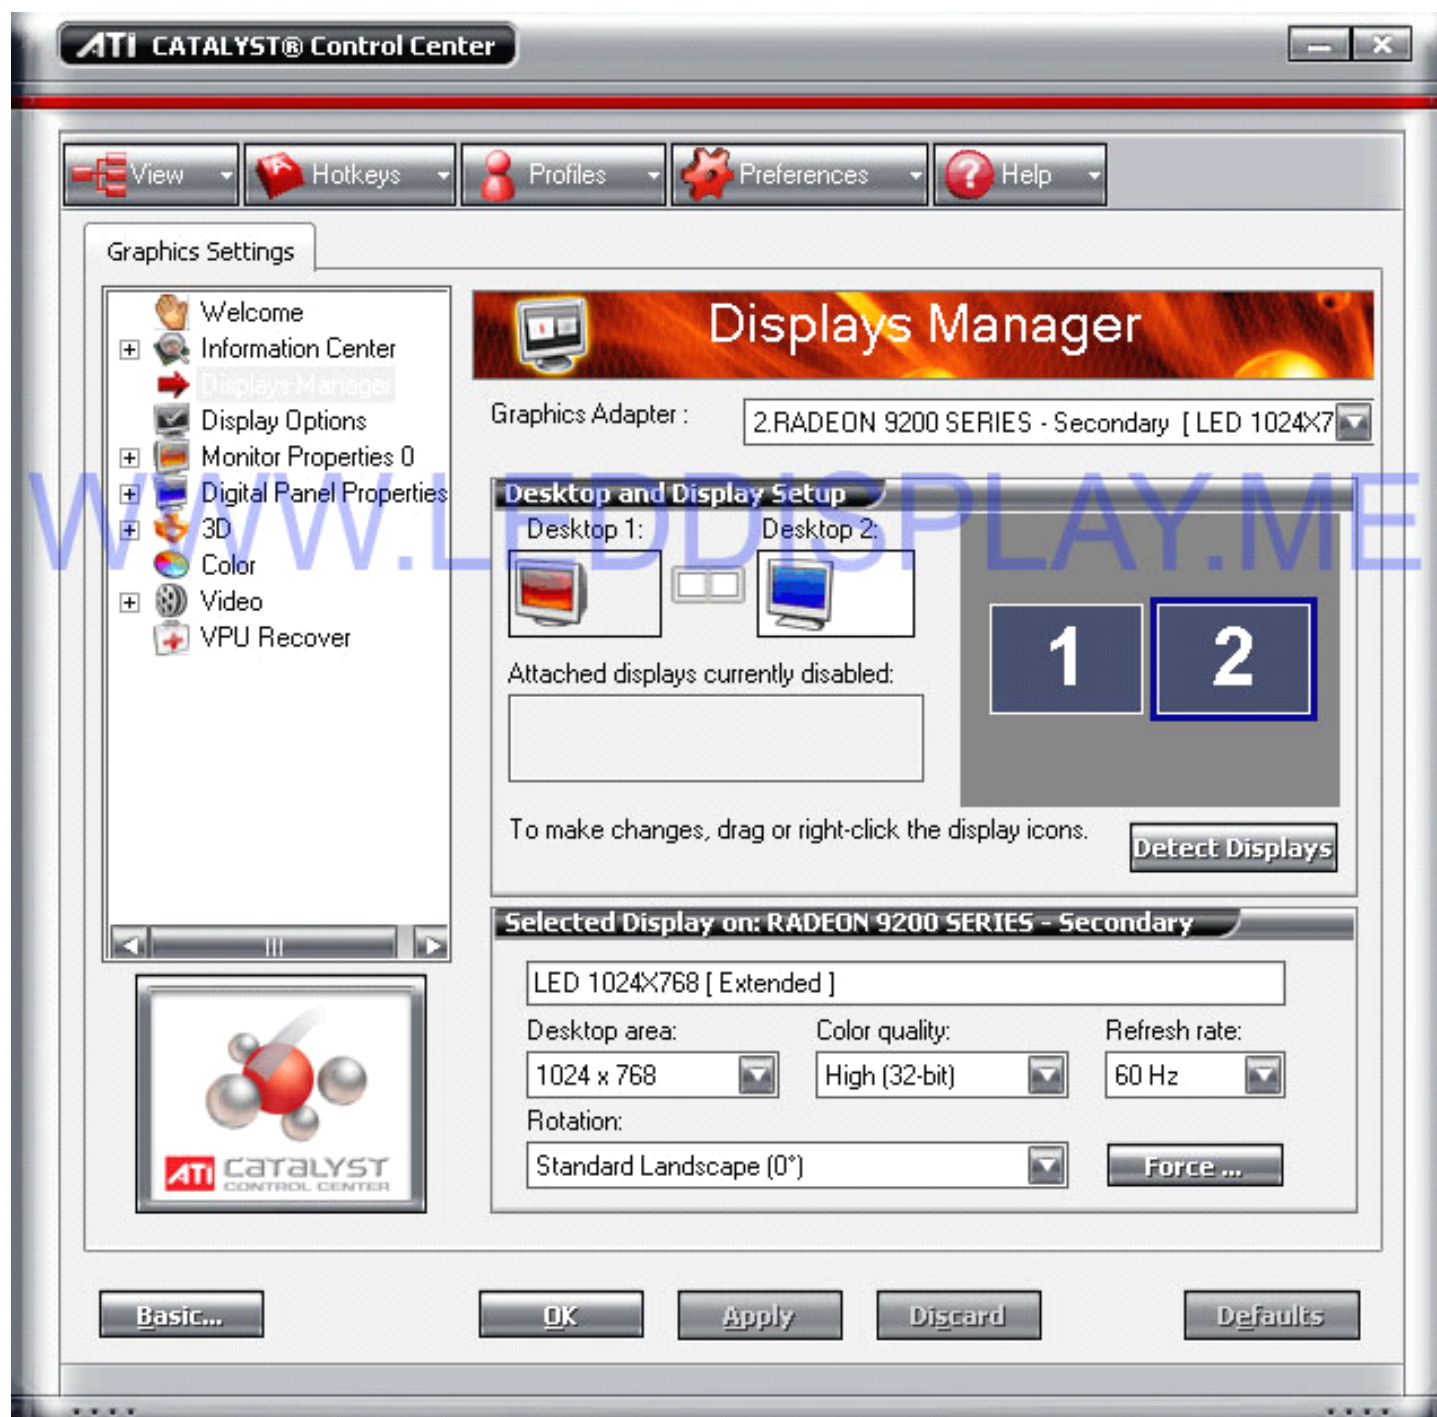 ATI CATALYST® Control Center
View
Hotkeys
Profiles
Preferences
Help
Graphics Settings
Welcome
Information Center
Displays Manager
Display Options
Monitor Properties 0
Digital Panel Properties
3D
Color
Video
VPU Recover
ATI CATALYST
CONTROL CENTER
Displays Manager
Graphics Adapter :
2.RADEON 9200 SERIES - Secondary [ LED 1024X7
WWW.LEDDISPLAY.ME
Desktop and Display Setup
Desktop 1: Desktop 2:
1 2
Attached displays currently disabled:
To make changes, drag or right-click the display icons.
Detect Displays
Selected Display on: RADEON 9200 SERIES - Secondary
LED 1024X768 [ Extended ]
Desktop area: Color quality: Refresh rate:
1024 x 768 High (32-bit) 60 Hz
Rotation:
Standard Landscape (0°)
Force ...
Basic... OK Apply Discard Defaults